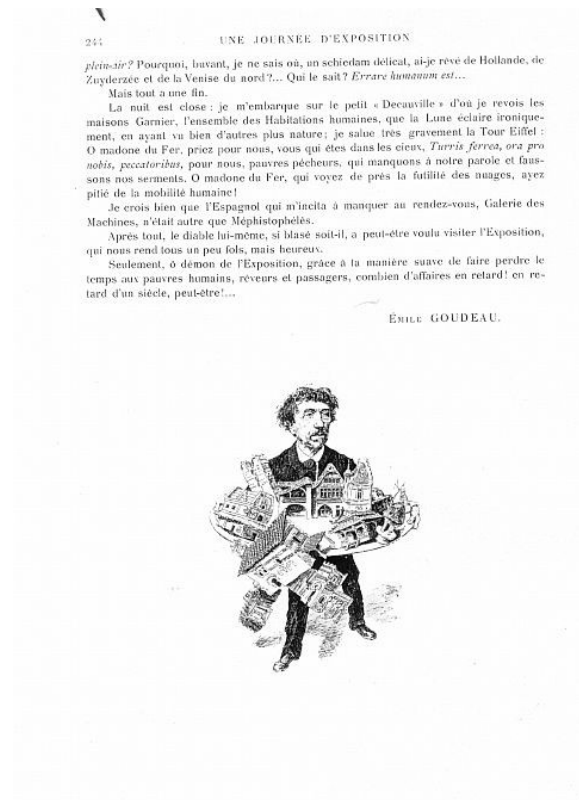 244
UNE JOURNÉE D'EXPOSITION
plein-air? Pourquoi, buvant, je ne sais où, un schiedam délicat, ai-je rêvé de Hollande, de
Zuyderzée et de la Venise du nord?... Qui le sait? Errare humanum est...
Mais tout a une fin.
La nuit est close : je m'embarque sur le petit « Decauville » d'où je revois les
maisons Garnier, l'ensemble des Habitations humaines, que la Lune éclaire ironique-
ment, en ayant vu bien d'autres plus nature; je salue très gravement la Tour Eiffel :
O madone du Fer, priez pour nous, vous qui êtes dans les cieux, Turris ferrea, ora pro
nobis, peccatoribus, pour nous, pauvres pécheurs, qui manquons à notre parole et faus-
sons nos serments. O madone du Fer, qui voyez de près la futilité des nuages, ayez
pitié de la mobilité humaine!
Je crois bien que l'Espagnol qui m'incita à manquer au rendez-vous, Galerie des
Machines, n'était autre que Méphistophélès.
Après tout, le diable lui-même, si blasé soit-il, a peut-être voulu visiter l'Exposition,
qui nous rend tous un peu fols, mais heureux.
Seulement, ô démon de l'Exposition, grâce à ta manière suave de faire perdre le
temps aux pauvres humains, rêveurs et passagers, combien d'affaires en retard! en re-
tard d'un siècle, peut-être!...
ÉMILE GOUDEAU.